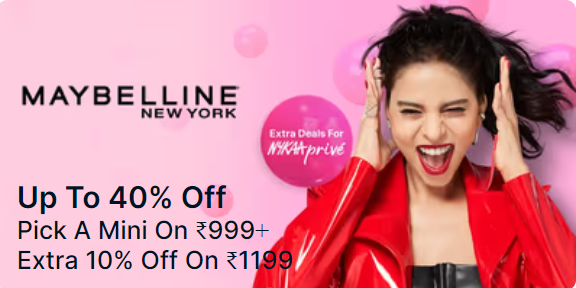 MAYBELLINE
NEW YORK
Extra Deals For
NYKAA privé
Up To 40% Off
Pick A Mini On ₹999+
Extra 10% Off On ₹1199